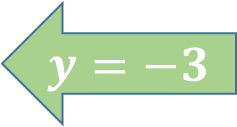 y = −3